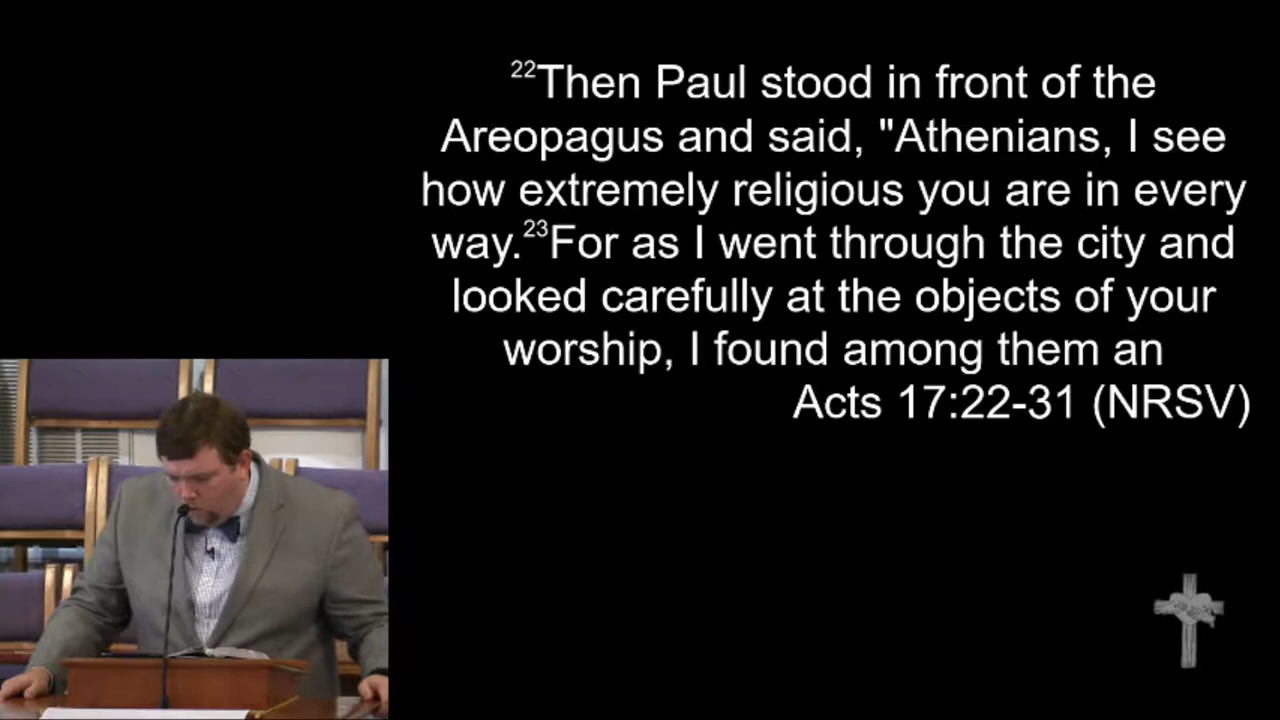 22Then Paul stood in front of the
Areopagus and said, "Athenians, I see
how extremely religious you are in every
way.23For as I went through the city and
looked carefully at the objects of your
worship, I found among them an
Acts 17:22-31 (NRSV)